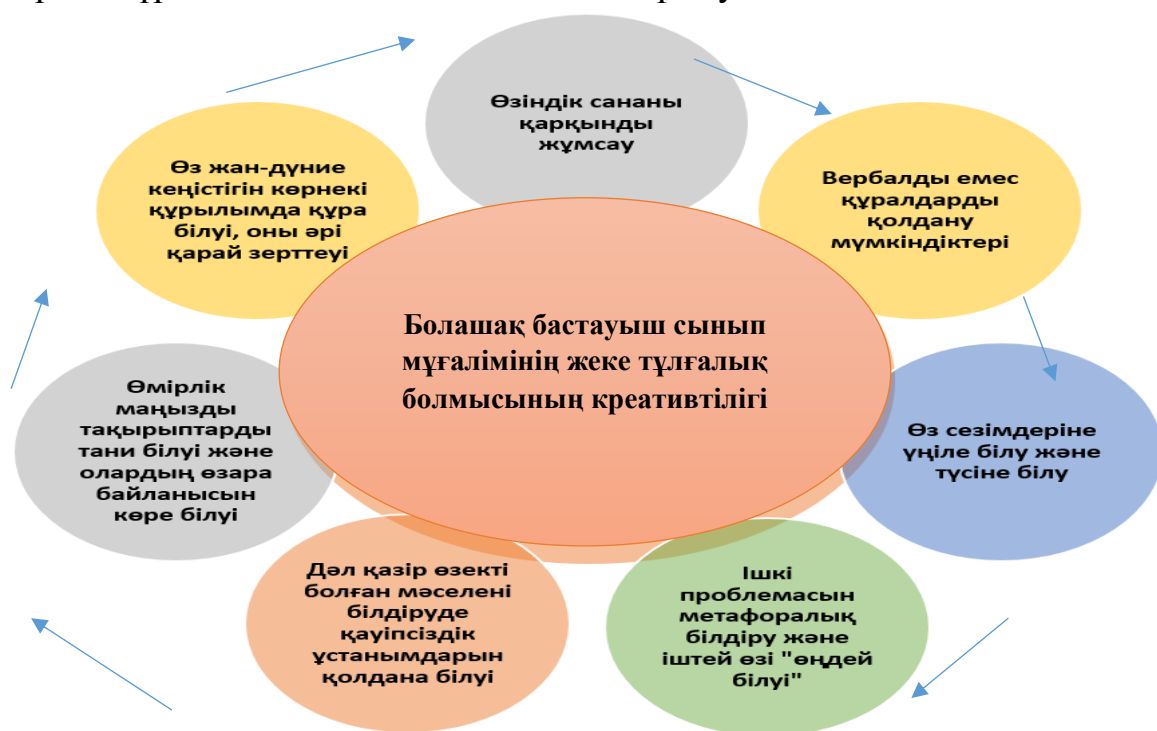 Өзіндік сананы
қарқынды
жұмсау
Вербалды емес
құралдарды
қолдану
мүмкіндіктері
Өз сезімдеріне
үңіле білу және
түсіне білу
Ішкі
проблемасын
метафоралық
білдіру және
іштей өзі "өңдей
білуі"
Дәл қазір өзекті
болған мәселені
білдіруде
қауіпсіздік
ұстанымдарын
қолдана білуі
Өмірлік
маңызды
тақырыптарды
тани білуі және
олардың өзара
байланысын
көре білуі
Өз жан-дүние
кеңістігін көрнекі
құрылымда құра
білуі, оны әрі
қарай зерттеуі
Болашақ бастауыш сынып
мұғалімінің жеке тұлғалық
болмысының креативтілігі